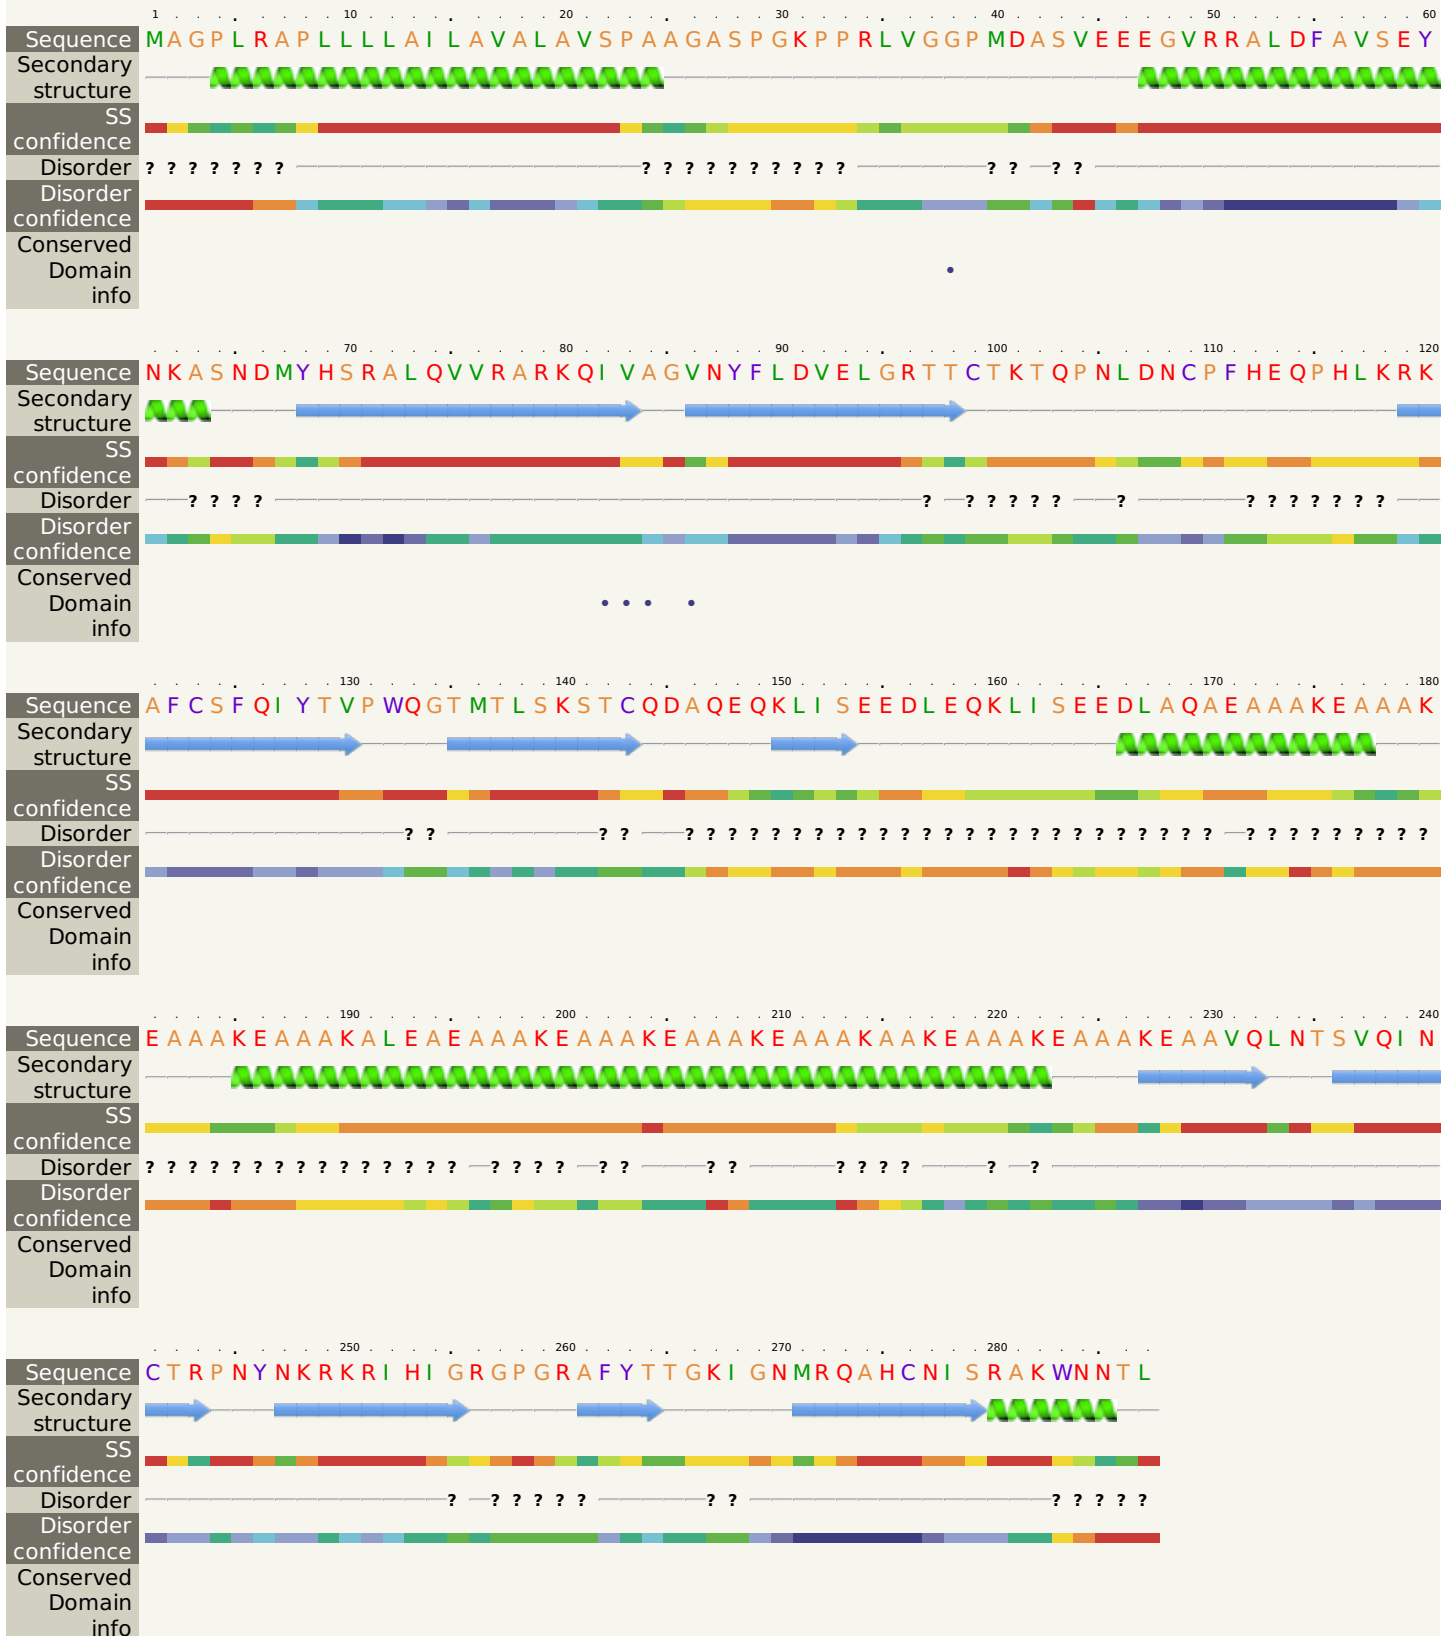 1 10 20 30 40 50 60
Sequence M A G P L R A P L L L L A I L A V A L A V S P A A G A S P G K P P R L V G G P M D A S V E E E G V R R A L D F A V S E Y
Secondary
structure
SS
confidence
Disorder ? ? ? ? ? ? ? ? ? ? ? ? ? ? ? ? ? ? ? ? ?
Disorder
confidence
Conserved
Domain
info
70 80 90 100 110 120
Sequence N K A S N D M Y H S R A L Q V V R A R K Q I V A G V N Y F L D V E L G R T T C T K T Q P N L D N C P F H E Q P H L K R K
Secondary
structure
SS
confidence
Disorder ? ? ? ? ? ? ? ? ? ? ? ? ? ? ? ? ? ?
Disorder
confidence
Conserved
Domain
info
130 140 150 160 170 180
Sequence A F C S F Q I Y T V P W Q G T M T L S K S T C Q D A Q E Q K L I S E E D L E Q K L I S E E D L A Q A E A A A K E A A A K
Secondary
structure
SS
confidence
Disorder ? ? ? ? ? ? ? ? ? ? ? ? ? ? ? ? ? ? ? ? ? ? ? ? ? ? ? ? ? ? ? ? ? ? ? ? ? ?
Disorder
confidence
Conserved
Domain
info
190 200 210 220 230 240
Sequence E A A A K E A A A K A L E A E A A A K E A A A K E A A A K E A A A K A A K E A A A K E A A A K E A A V Q L N T S V Q I N
Secondary
structure
SS
confidence
Disorder ? ? ? ? ? ? ? ? ? ? ? ? ? ? ? ? ? ? ? ? ? ? ? ? ? ? ? ? ?
Disorder
confidence
Conserved
Domain
info
250 260 270 280
Sequence C T R P N Y N K R K R I H I G R G P G R A F Y T T G K I G N M R Q A H C N I S R A K W N N T L
Secondary
structure
SS
confidence
Disorder ? ? ? ? ? ? ? ? ? ? ? ? ?
Disorder
confidence
Conserved
Domain
info